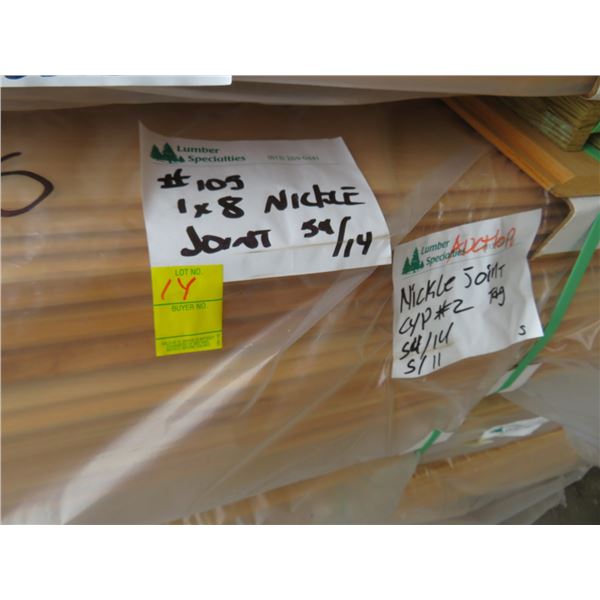 Lumber
Specialties
# 105
1x8 NICKLE
JOINT 54/14
LOT NO.
14
BUYER NO.
Lumber
Specialties
AUCTION
Nickle Joint
CYP #2 T&G
54/14
5/11
S